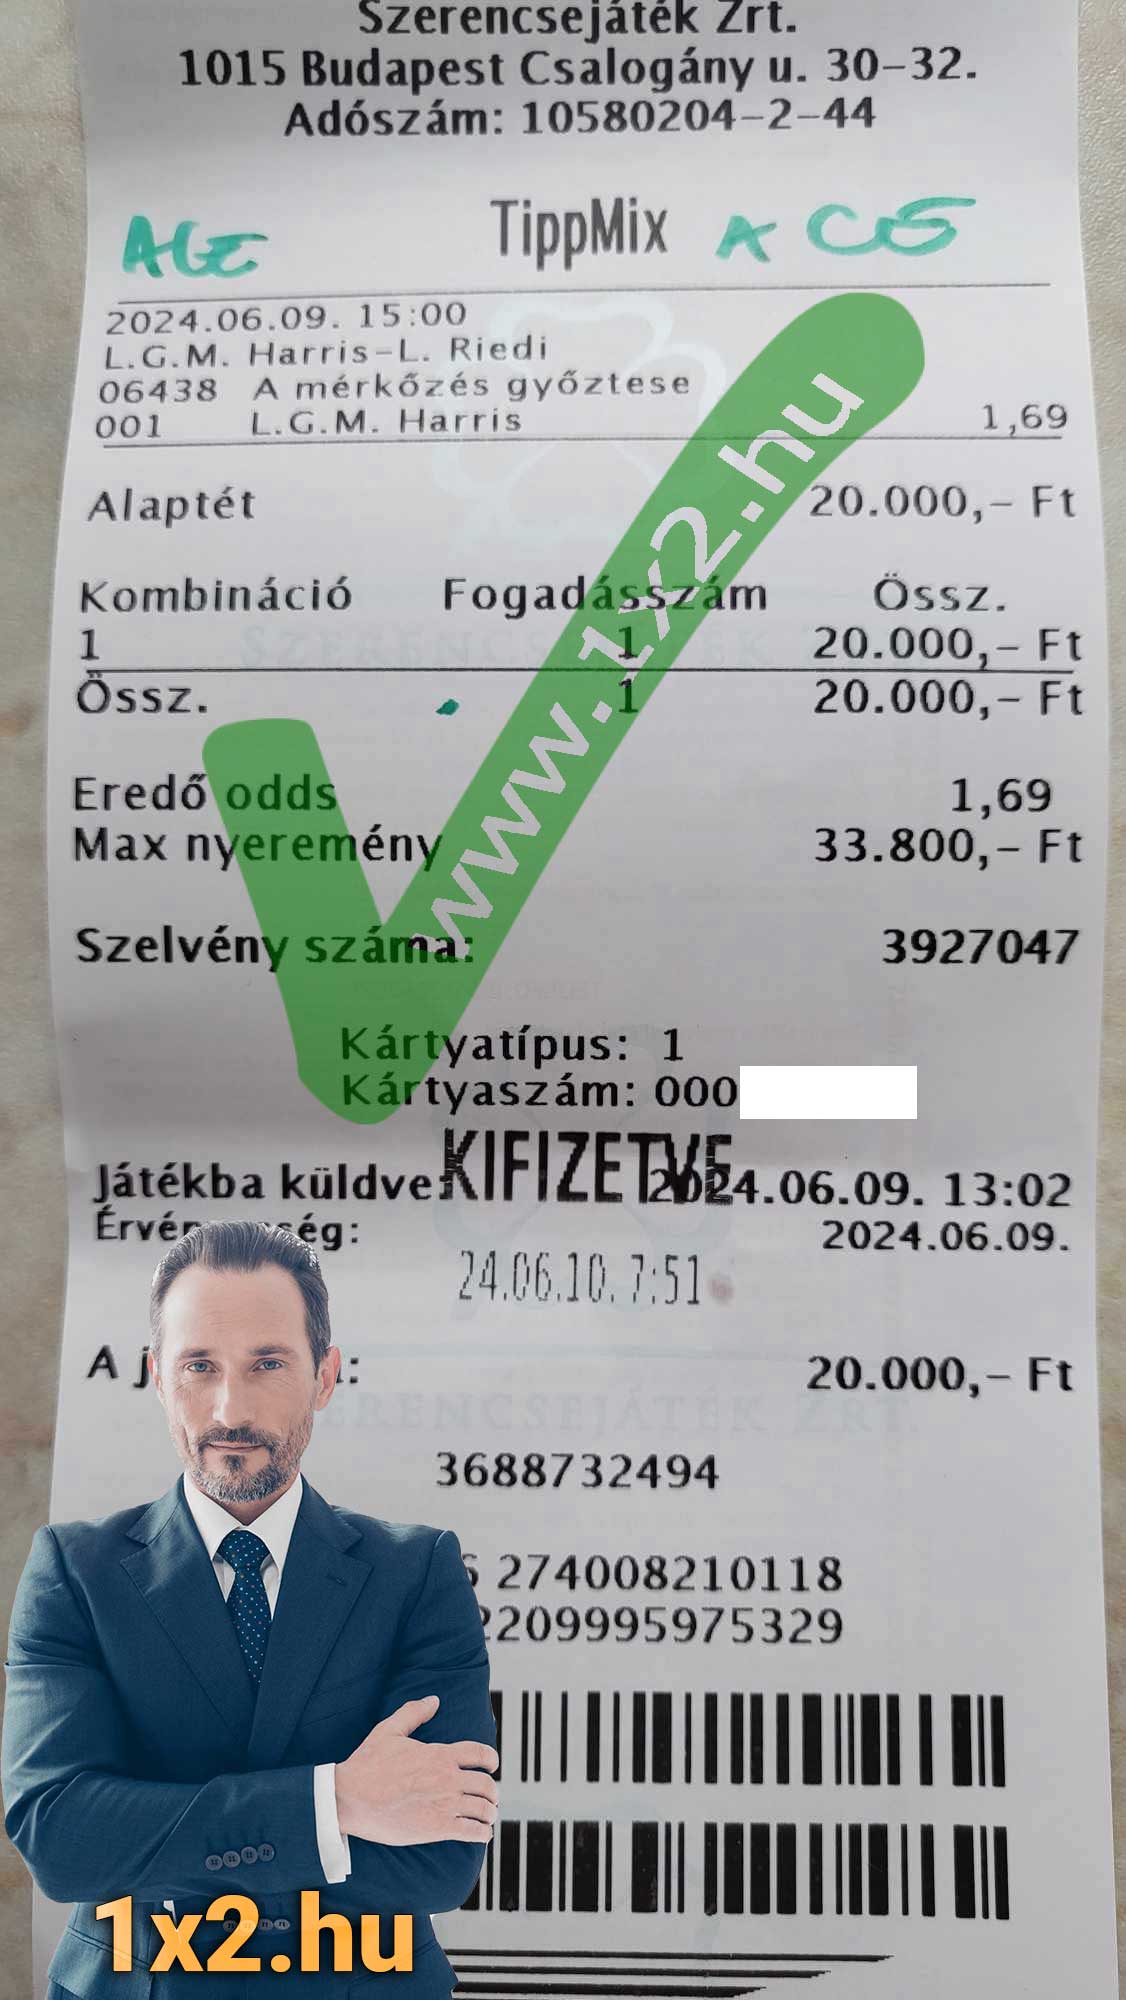 Szerencsejáték Zrt.
1015 Budapest Csalogány u. 30-32.
Adószám: 10580204-2-44
TippMix
2024.06.09. 15:00
L.G.M. Harris-L. Riedi
06438 A mérkőzés győztese
001 L.G.M. Harris 1,69
Alaptét 20.000,- Ft
Kombináció Fogadásszám Össz.
1 1 20.000,- Ft
Össz. 1 20.000,- Ft
Eredő odds 1,69
Max nyeremény 33.800,- Ft
Szelvény száma: 3927047
Kártyatípus: 1
Kártyaszám: 000
KIFIZETVE
Játékba küldve: 2024.06.09. 13:02
2024.06.09.
24.06.10. 7:51
A 20.000,- Ft
SZERENCSEJÁTÉK ZRT
3688732494
274008210118
2209995975329
www.1x2.hu
1x2.hu